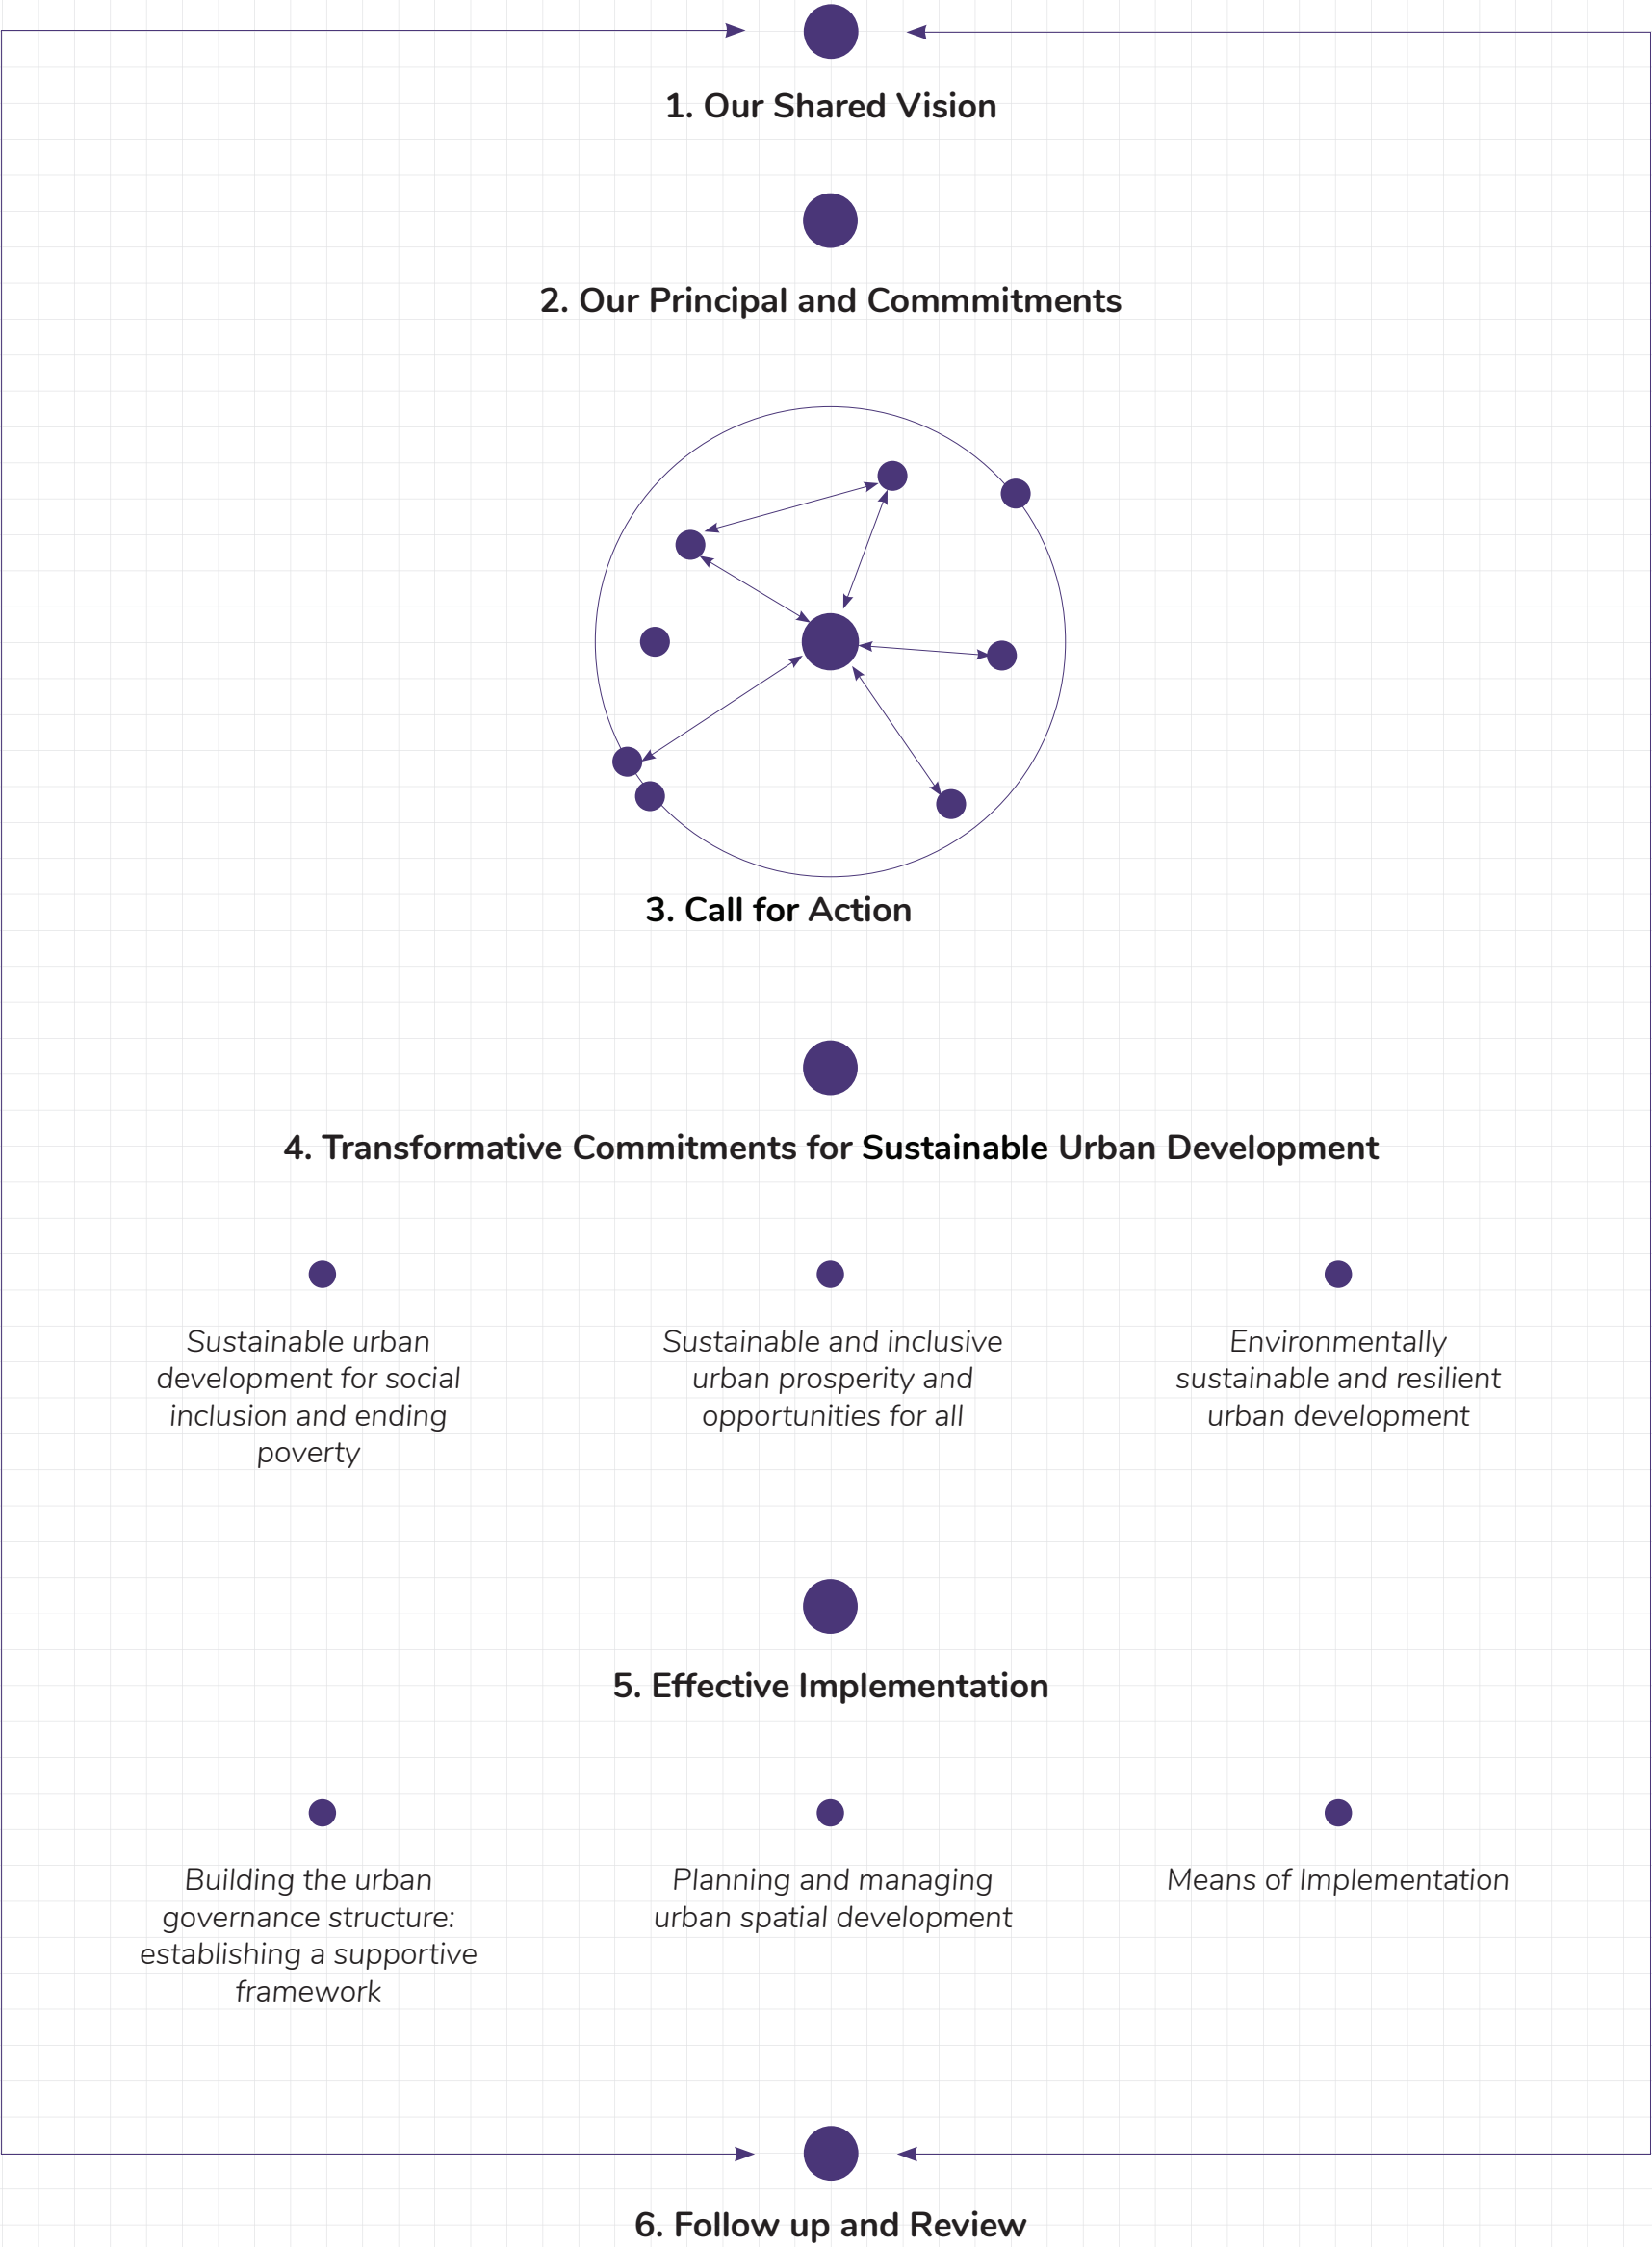 1. Our Shared Vision
2. Our Principal and Commmitments
3. Call for Action
4. Transformative Commitments for Sustainable Urban Development
Sustainable urban
development for social
inclusion and ending
poverty
Sustainable and inclusive
urban prosperity and
opportunities for all
Environmentally
sustainable and resilient
urban development
5. Effective Implementation
Building the urban
governance structure:
establishing a supportive
framework
Planning and managing
urban spatial development
Means of Implementation
6. Follow up and Review